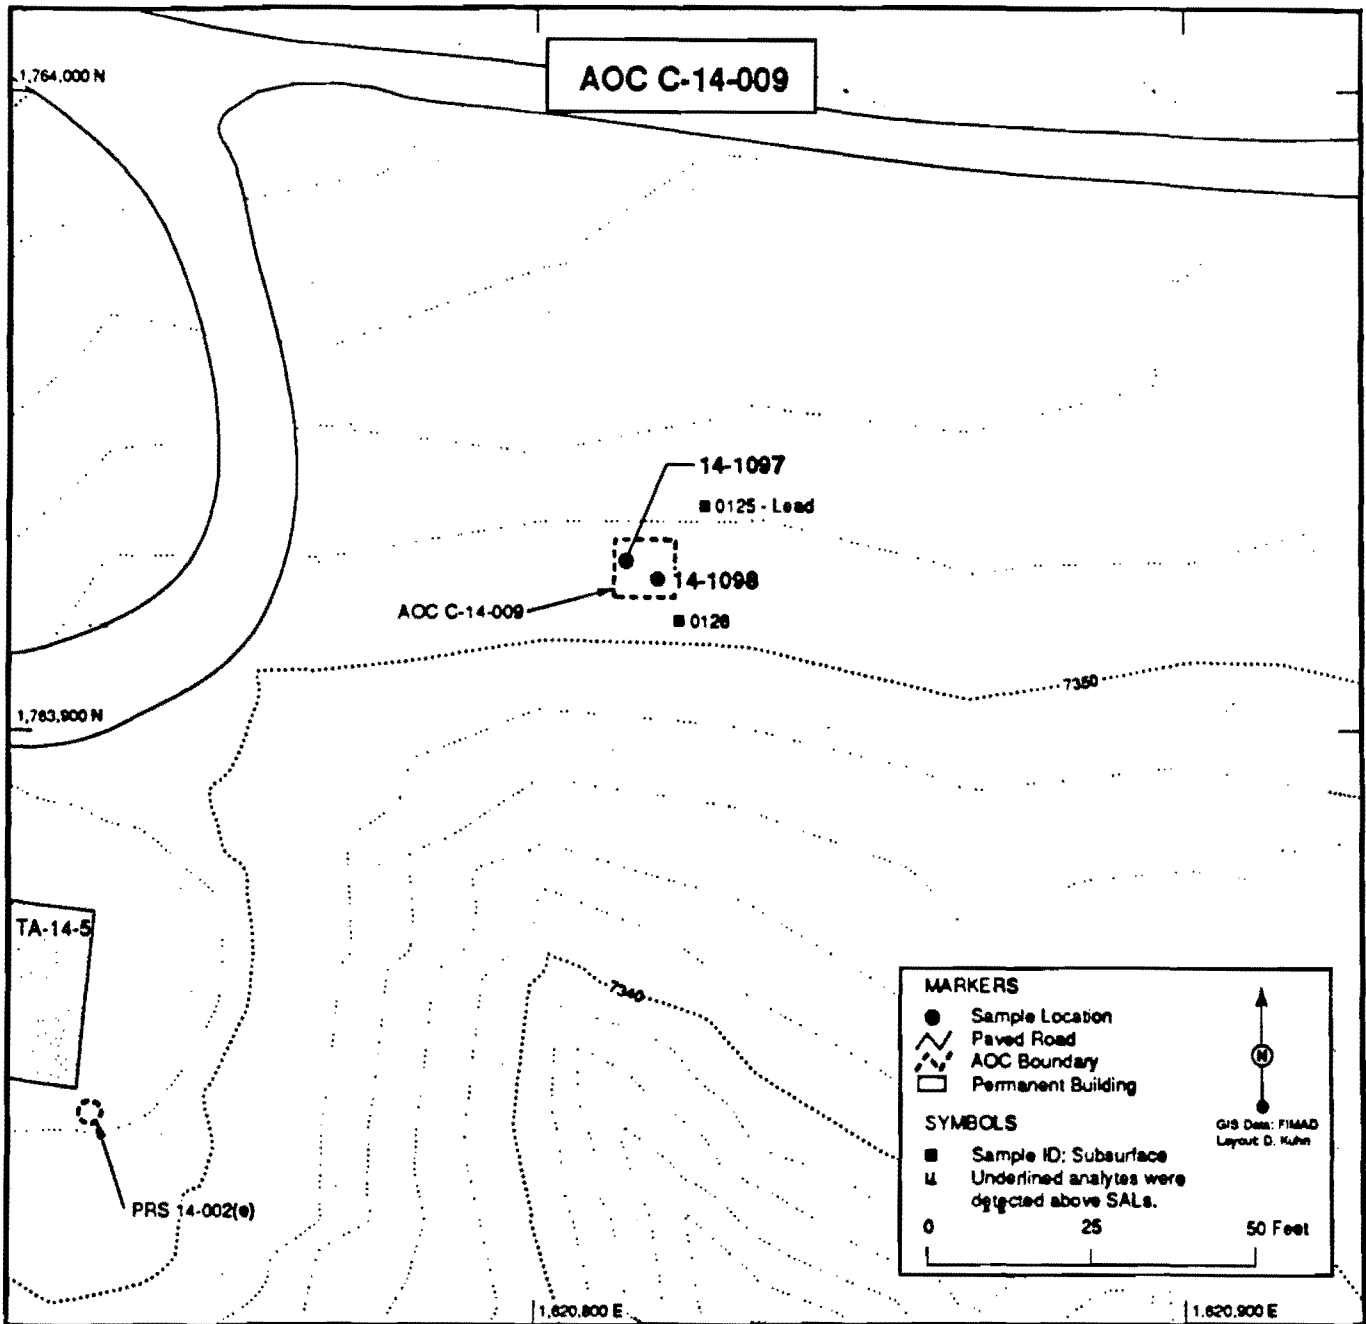 AOC C-14-009
1,764,000 N
14-1097
0125 - Lead
14-1098
AOC C-14-009
0126
7350
1,763,900 N
TA-14-5
7340
PRS 14-002(e)
MARKERS
Sample Location
Paved Road
AOC Boundary
Permanent Building
N
GIS Data: FIMAD
Layout: D. Kuhn
SYMBOLS
Sample ID: Subsurface
Underlined analytes were
detected above SALs.
0 25 50 Feet
1,620,800 E
1,620,900 E